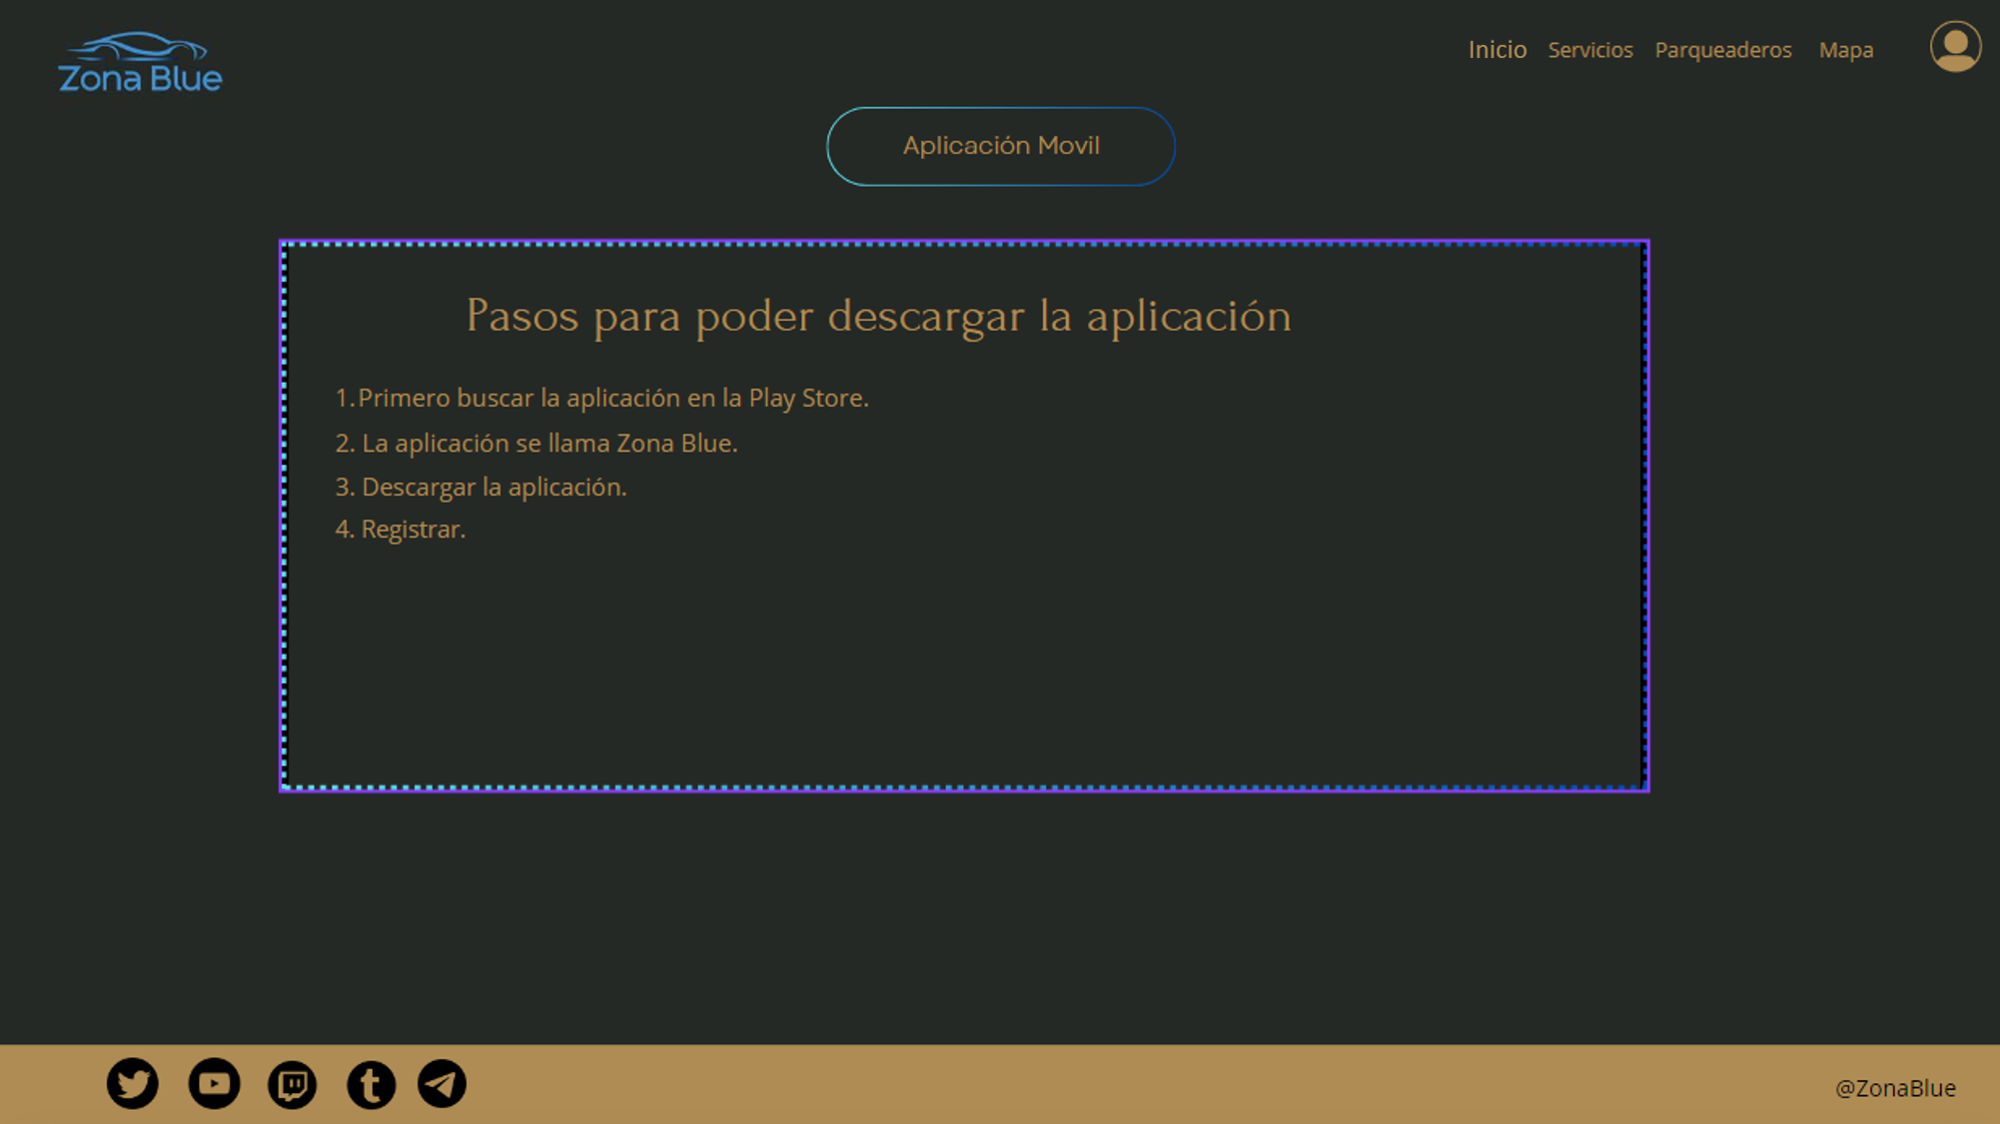 Zona Blue
Inicio Servicios Parqueaderos Mapa
Aplicación Movil
Pasos para poder descargar la aplicación
1.Primero buscar la aplicación en la Play Store.
2. La aplicación se llama Zona Blue.
3. Descargar la aplicación.
4. Registrar.
@ZonaBlue